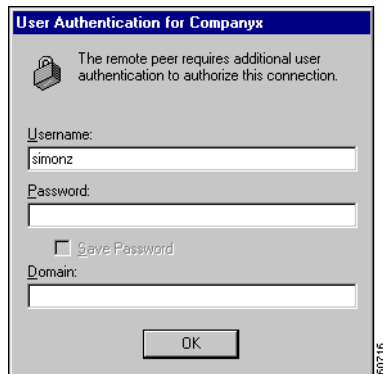 User Authentication for Companyx
The remote peer requires additional user
authentication to authorize this connection.
Username:
simonz
Password:
Save Password
Domain:
OK
60716